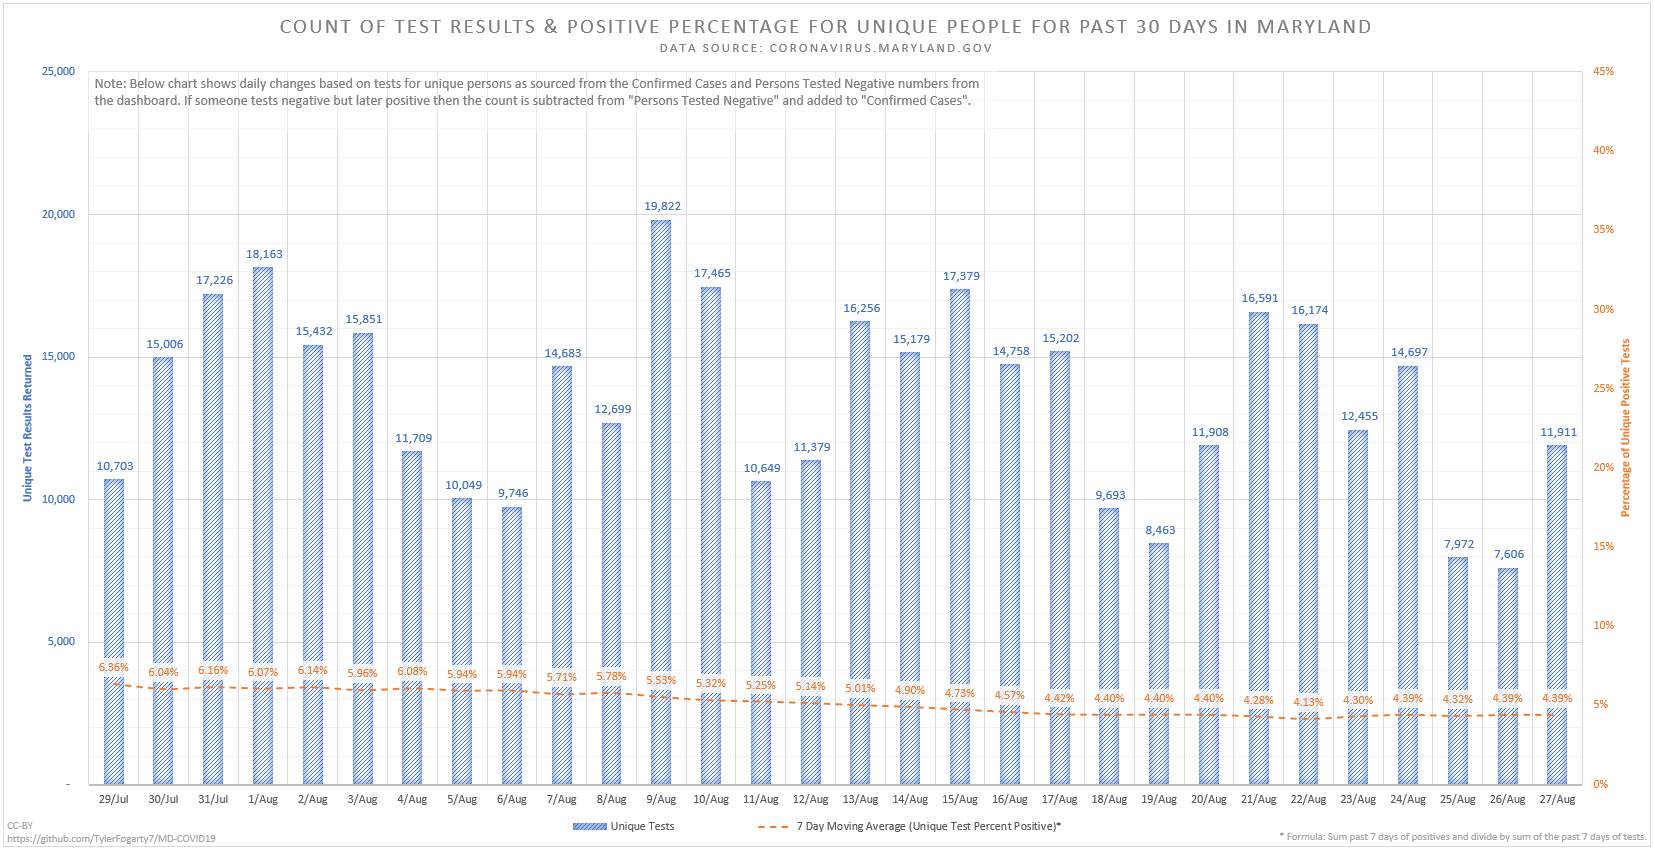 COUNT OF TEST RESULTS & POSITIVE PERCENTAGE FOR UNIQUE PEOPLE FOR PAST 30 DAYS IN MARYLAND
DATA SOURCE: CORONAVIRUS.MARYLAND.GOV
Note: Below chart shows daily changes based on tests for unique persons as sourced from the Confirmed Cases and Persons Tested Negative numbers from
the dashboard. If someone tests negative but later positive then the count is subtracted from "Persons Tested Negative" and added to "Confirmed Cases".
Unique Test Results Returned
25,000
20,000
15,000
10,000
5,000
-
Percentage of Unique Positive Tests
45%
40%
35%
30%
25%
20%
15%
10%
5%
0%
10,703
15,006
17,226
18,163
15,432
15,851
11,709
10,049
9,746
14,683
12,699
19,822
17,465
10,649
11,379
16,256
15,179
17,379
14,758
15,202
9,693
8,463
11,908
16,591
16,174
12,455
14,697
7,972
7,606
11,911
6.36%
6.04%
6.16%
6.07%
6.14%
5.96%
6.08%
5.94%
5.94%
5.71%
5.78%
5.53%
5.32%
5.25%
5.14%
5.01%
4.90%
4.73%
4.57%
4.42%
4.40%
4.40%
4.40%
4.28%
4.13%
4.30%
4.39%
4.32%
4.39%
4.39%
29/Jul
30/Jul
31/Jul
1/Aug
2/Aug
3/Aug
4/Aug
5/Aug
6/Aug
7/Aug
8/Aug
9/Aug
10/Aug
11/Aug
12/Aug
13/Aug
14/Aug
15/Aug
16/Aug
17/Aug
18/Aug
19/Aug
20/Aug
21/Aug
22/Aug
23/Aug
24/Aug
25/Aug
26/Aug
27/Aug
Unique Tests
7 Day Moving Average (Unique Test Percent Positive)*
CC-BY
https://github.com/TylerFogarty7/MD-COVID19
* Formula: Sum past 7 days of positives and divide by sum of the past 7 days of tests.